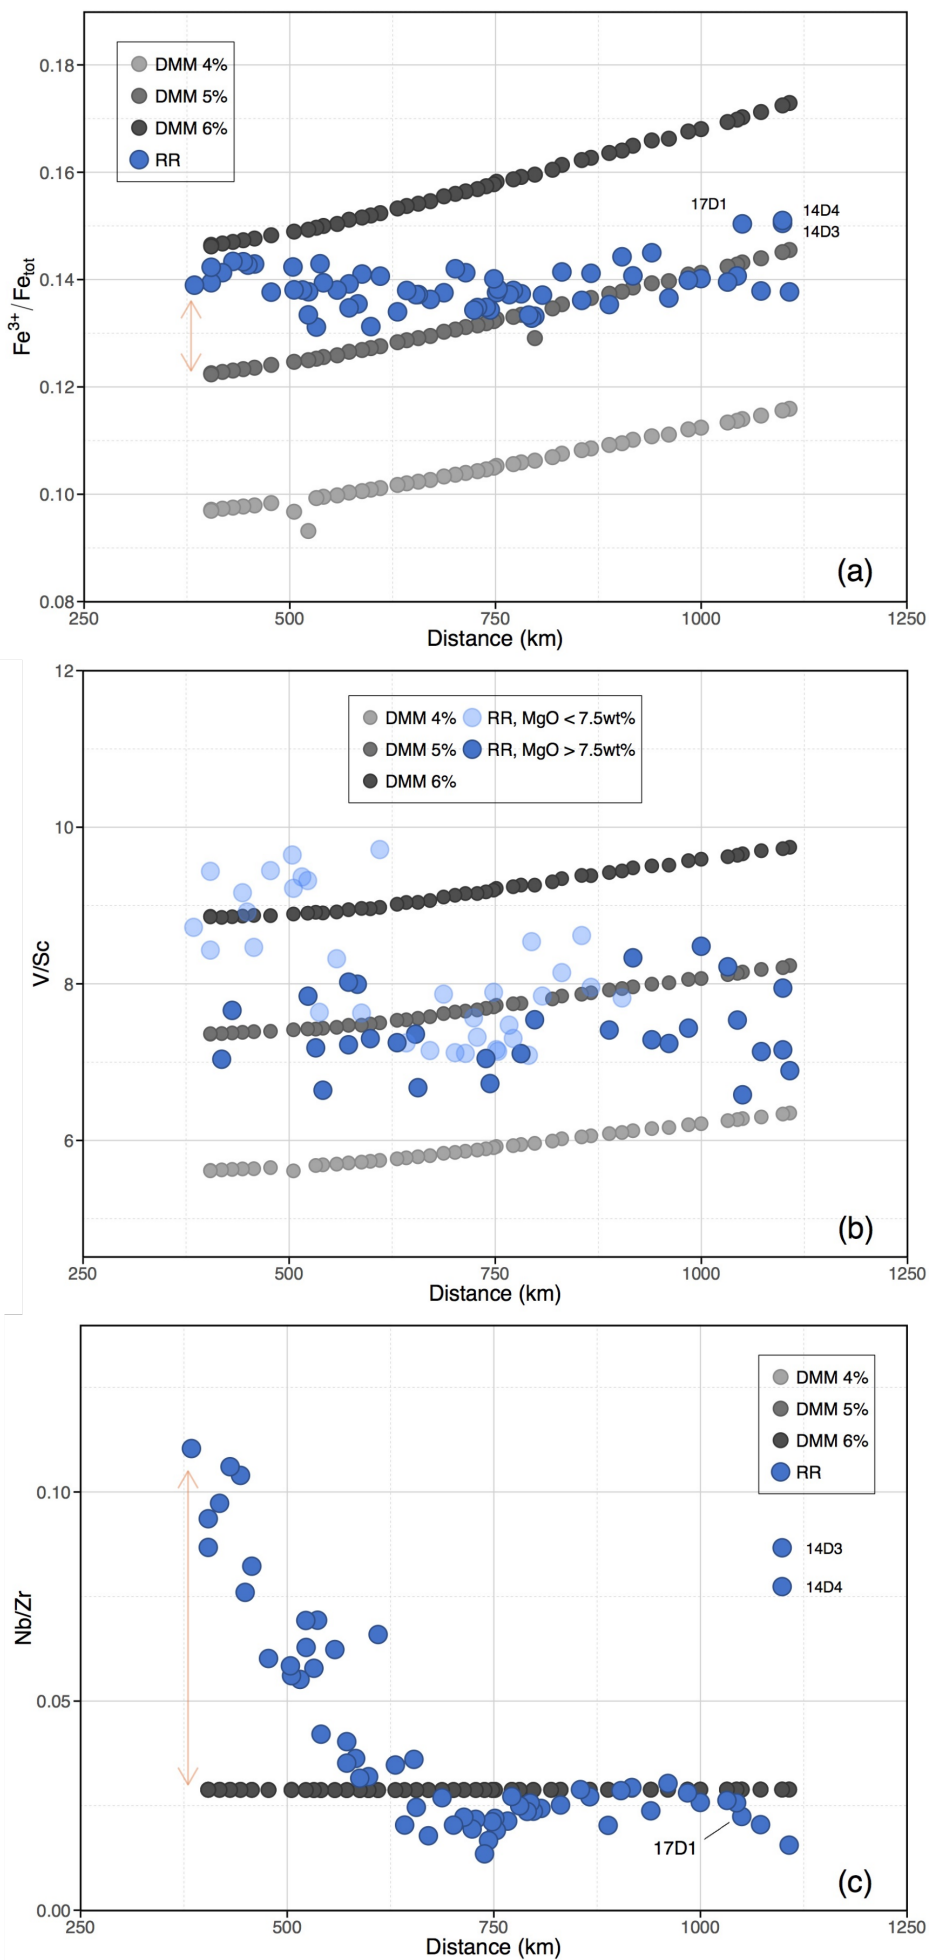 DMM 4%
DMM 5%
DMM 6%
RR
0.18
0.16
0.14
0.12
0.10
0.08
Fe3+/Fetot
17D1
14D4
14D3
(a)
250 500 750 1000 1250
Distance (km)
12
10
8
6
V/Sc
DMM 4% RR, MgO < 7.5wt%
DMM 5% RR, MgO > 7.5wt%
DMM 6%
(b)
250 500 750 1000 1250
Distance (km)
DMM 4%
DMM 5%
DMM 6%
RR
0.10
0.05
0.00
Nb/Zr
14D3
14D4
17D1
(c)
250 500 750 1000 1250
Distance (km)